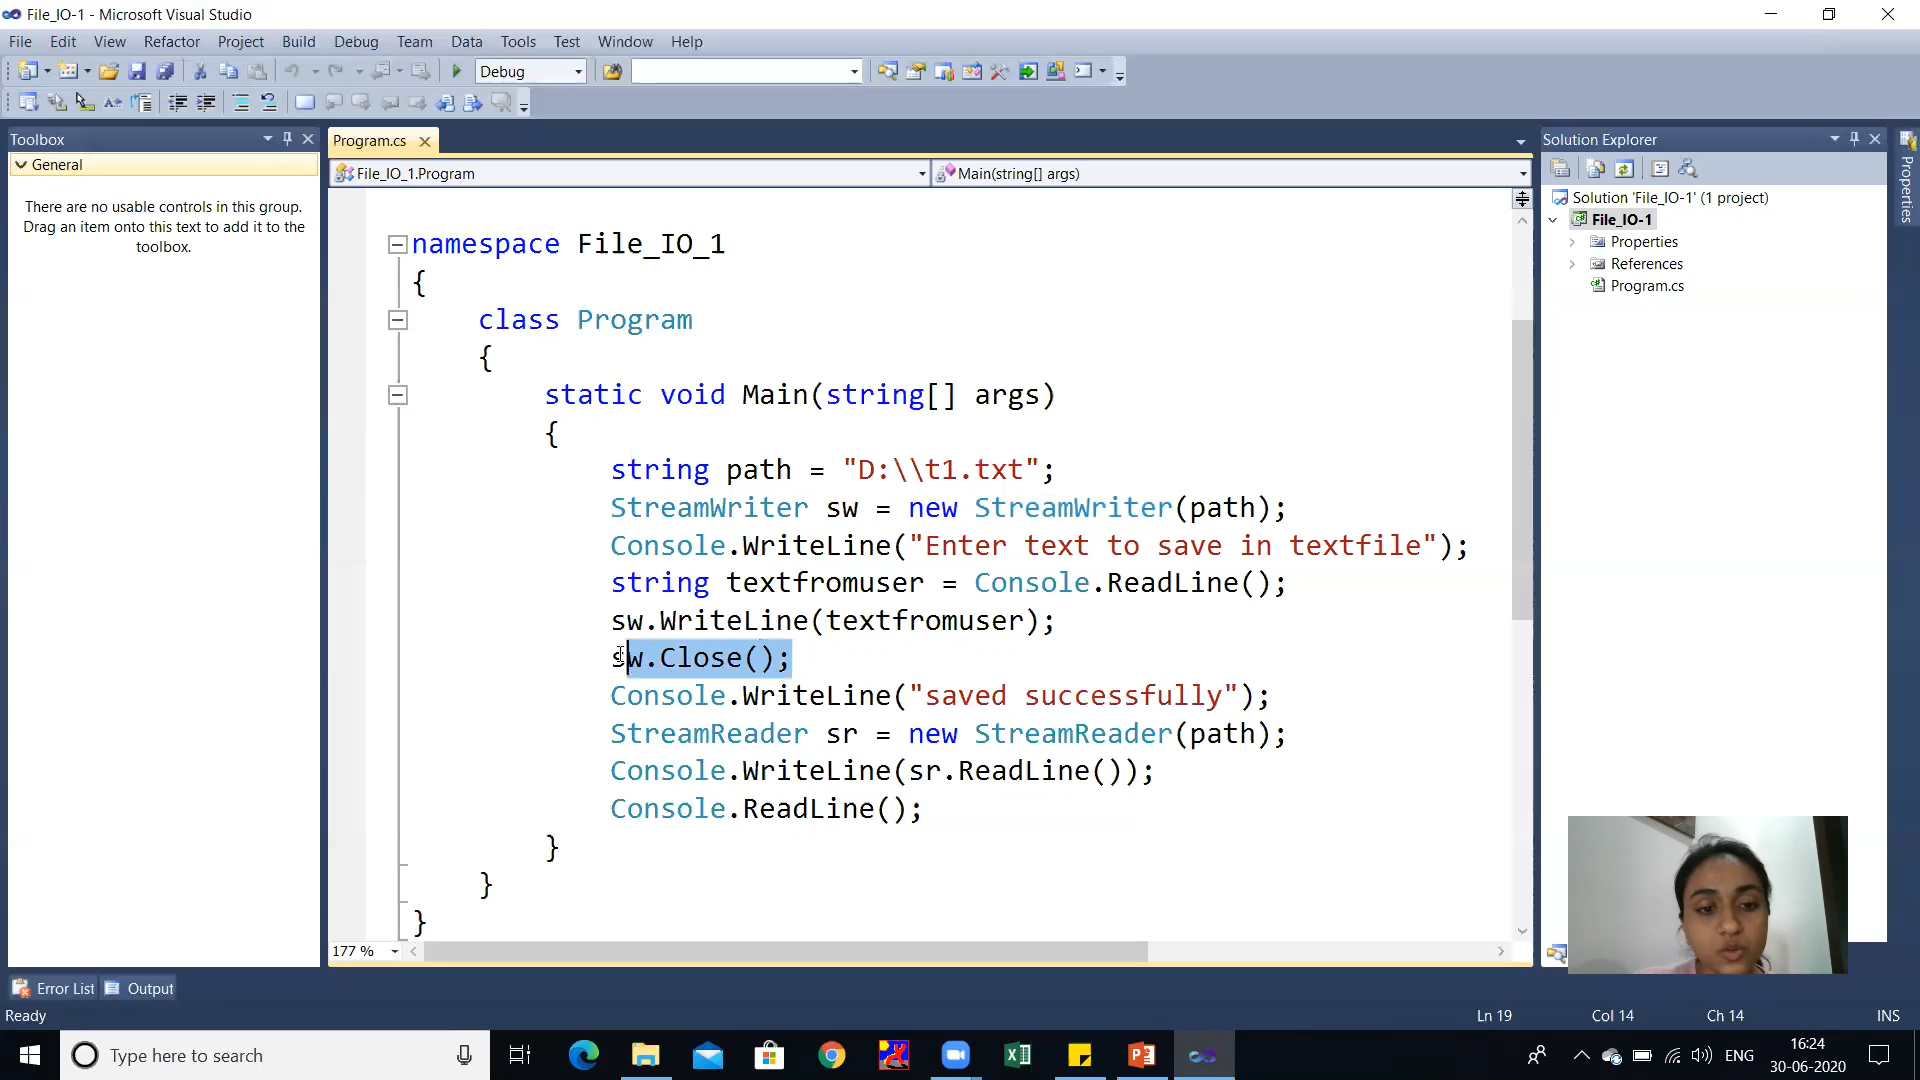 File_IO-1 - Microsoft Visual Studio
File Edit View Refactor Project Build Debug Team Data Tools Test Window Help
Debug
Toolbox
General
There are no usable controls in this group.
Drag an item onto this text to add it to the
toolbox.
Program.cs
File_IO_1.Program
Main(string[] args)
namespace File_IO_1
{
class Program
{
static void Main(string[] args)
{
string path = "D:\\t1.txt";
StreamWriter sw = new StreamWriter(path);
Console.WriteLine("Enter text to save in textfile");
string textfromuser = Console.ReadLine();
sw.WriteLine(textfromuser);
sw.Close();
Console.WriteLine("saved successfully");
StreamReader sr = new StreamReader(path);
Console.WriteLine(sr.ReadLine());
Console.ReadLine();
}
}
}
177 %
Solution Explorer
Solution 'File_IO-1' (1 project)
File_IO-1
Properties
References
Program.cs
Properties
Error List Output
Ready
Ln 19 Col 14 Ch 14 INS
Type here to search
ENG
16:24
30-06-2020